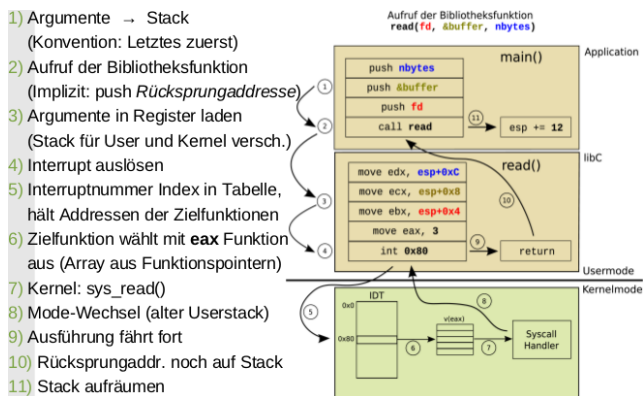 1) Argumente → Stack
(Konvention: Letztes zuerst)
2) Aufruf der Bibliotheksfunktion
(Implizit: push Rücksprungaddresse)
3) Argumente in Register laden
(Stack für User und Kernel versch.)
4) Interrupt auslösen
5) Interruptnummer Index in Tabelle,
hält Addressen der Zielfunktionen
6) Zielfunktion wählt mit eax Funktion
aus (Array aus Funktionspointern)
7) Kernel: sys_read()
8) Mode-Wechsel (alter Userstack)
9) Ausführung fährt fort
10) Rücksprungaddr. noch auf Stack
11) Stack aufräumen
Aufruf der Bibliotheksfunktion
read(fd, &buffer, nbytes)
Application
main()
push nbytes
push &buffer
push fd
call read
esp += 12
1
2
11
libC
read()
move edx, esp+0xC
move ecx, esp+0x8
move ebx, esp+0x4
move eax, 3
int 0x80
return
3
4
9
10
Usermode
Kernelmode
IDT
0x0
0x80
v(eax)
Syscall
Handler
5
6
7
8